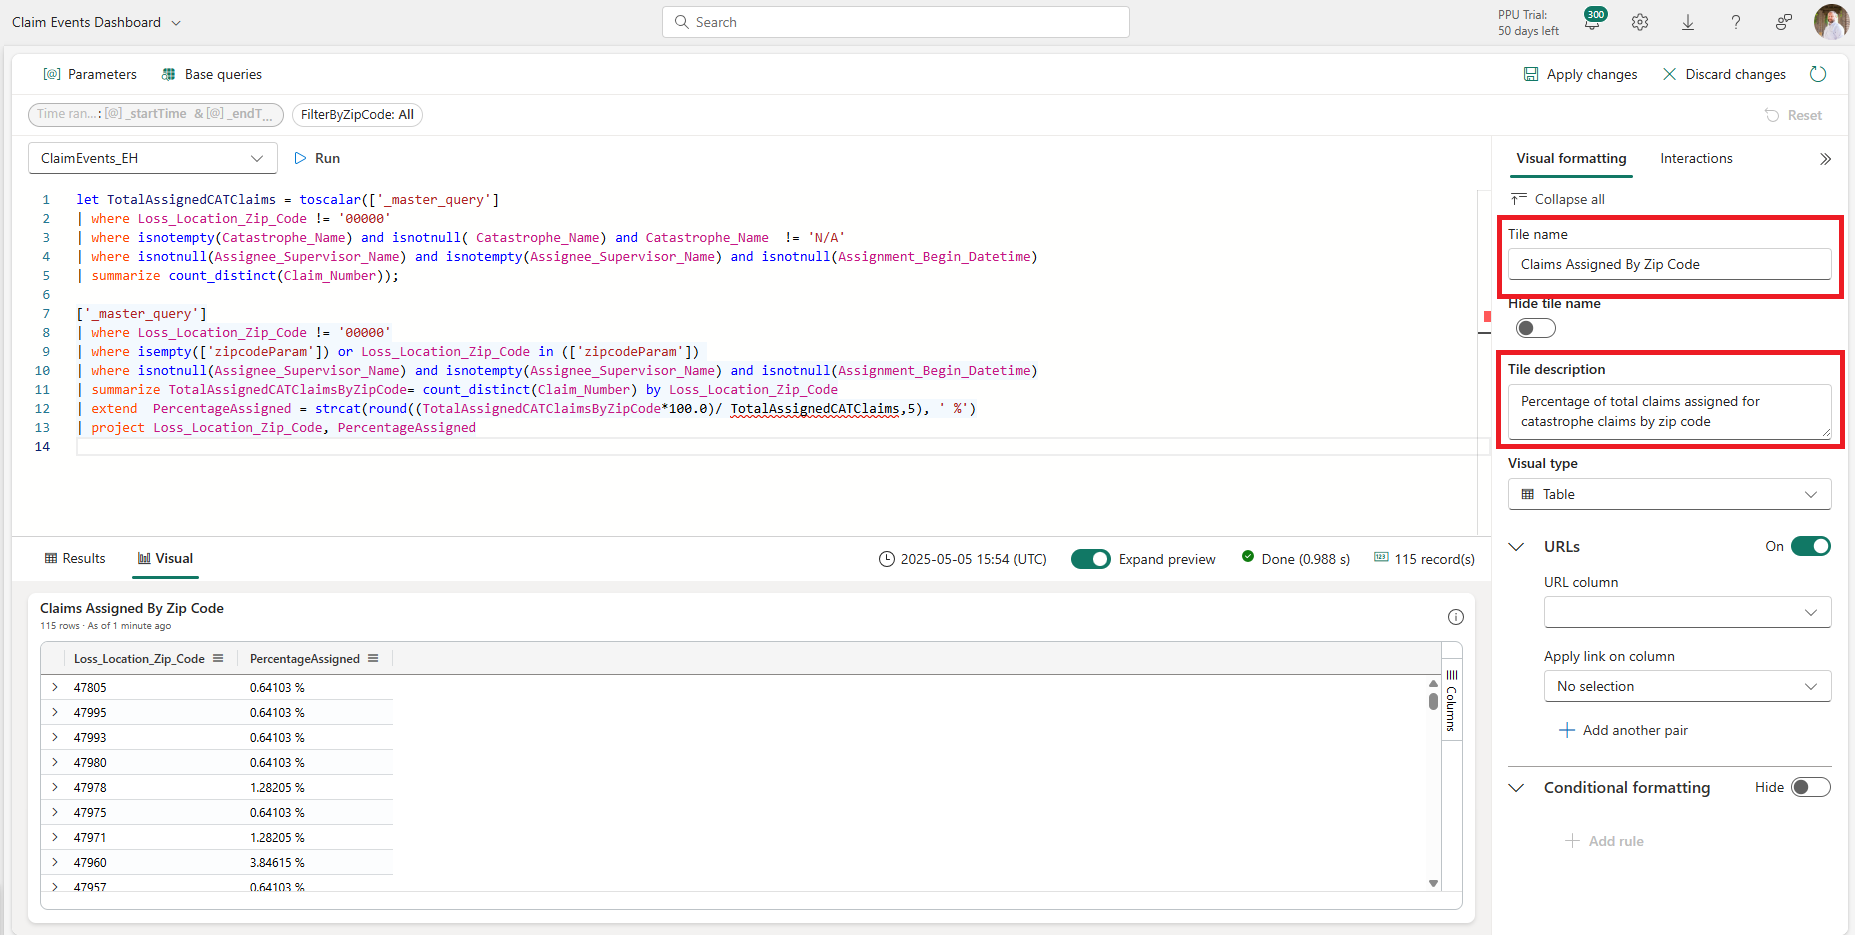 Claim Events Dashboard
Search
PPU Trial:
50 days left
300
Parameters
Base queries
Apply changes
Discard changes
Time ran...: [@] _startTime & [@] _endT...
FilterByZipCode: All
Reset
ClaimEvents_EH
Run
1 let TotalAssignedCATClaims = toscalar(['_master_query']
2 | where Loss_Location_Zip_Code != '00000'
3 | where isnotempty(Catastrophe_Name) and isnotnull( Catastrophe_Name) and Catastrophe_Name  != 'N/A'
4 | where isnotnull(Assignee_Supervisor_Name) and isnotempty(Assignee_Supervisor_Name) and isnotnull(Assignment_Begin_Datetime)
5 | summarize count_distinct(Claim_Number));
6
7 ['_master_query']
8 | where Loss_Location_Zip_Code != '00000'
9 | where isempty(['zipcodeParam']) or Loss_Location_Zip_Code in (['zipcodeParam'])
10 | where isnotnull(Assignee_Supervisor_Name) and isnotempty(Assignee_Supervisor_Name) and isnotnull(Assignment_Begin_Datetime)
11 | summarize TotalAssignedCATClaimsByZipCode= count_distinct(Claim_Number) by Loss_Location_Zip_Code
12 | extend  PercentageAssigned = strcat(round((TotalAssignedCATClaimsByZipCode*100.0)/ TotalAssignedCATClaims,5), ' %')
13 | project Loss_Location_Zip_Code, PercentageAssigned
14
Results
Visual
2025-05-05 15:54 (UTC)
Expand preview
Done (0.988 s)
115 record(s)
Claims Assigned By Zip Code
115 rows · As of 1 minute ago
Loss_Location_Zip_Code PercentageAssigned
47805 0.64103 %
47995 0.64103 %
47993 0.64103 %
47980 0.64103 %
47978 1.28205 %
47975 0.64103 %
47971 1.28205 %
47960 3.84615 %
47957 0.64103 %
Columns
Visual formatting
Interactions
Collapse all
Tile name
Claims Assigned By Zip Code
Hide tile name
Tile description
Percentage of total claims assigned for
catastrophe claims by zip code
Visual type
Table
URLs
On
URL column
Apply link on column
No selection
Add another pair
Conditional formatting
Hide
Add rule